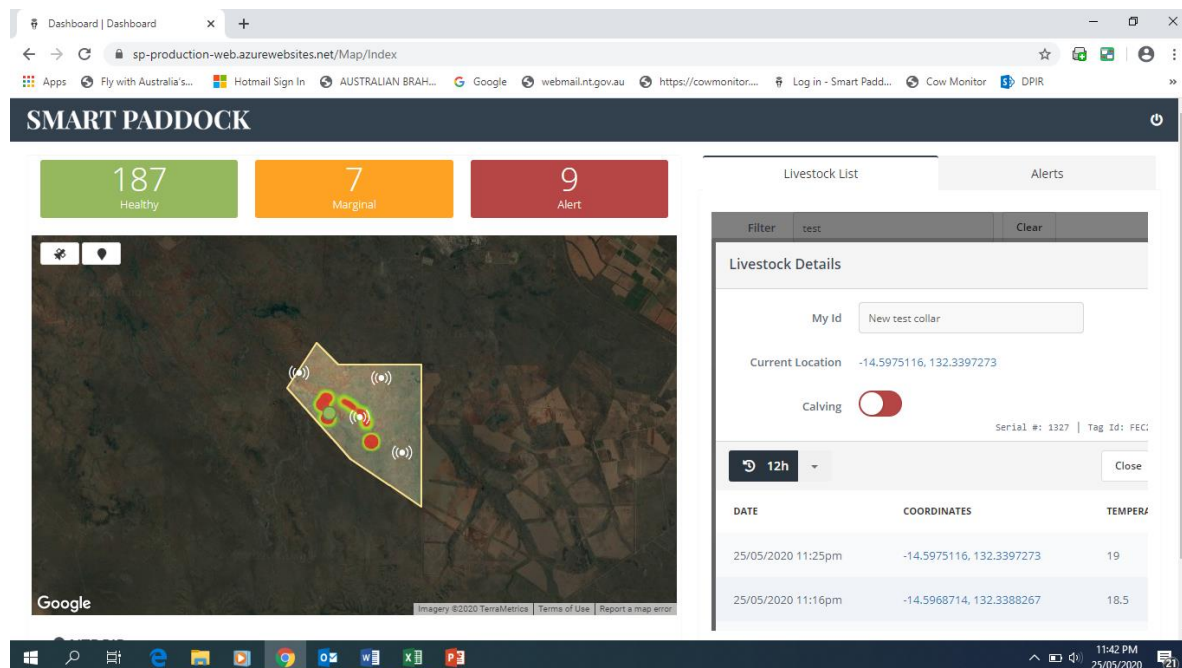 Dashboard | Dashboard
sp-production-web.azurewebsites.net/Map/Index
Apps Fly with Australia's... Hotmail Sign In AUSTRALIAN BRAH... Google webmail.nt.gov.au https://cowmonitor.... Log in - Smart Padd... Cow Monitor DPIR »
SMART PADDOCK
187 7 9
Healthy Marginal Alert
Livestock List Alerts
Filter test Clear
Livestock Details
My Id New test collar
Current Location -14.5975116, 132.3397273
Calving
Serial #: 1327 | Tag Id: FEC2
12h Close
DATE COORDINATES TEMPERA
25/05/2020 11:25pm -14.5975116, 132.3397273 19
25/05/2020 11:16pm -14.5968714, 132.3388267 18.5
Google
Imagery ©2020 TerraMetrics Terms of Use Report a map error
11:42 PM
25/05/2020
21